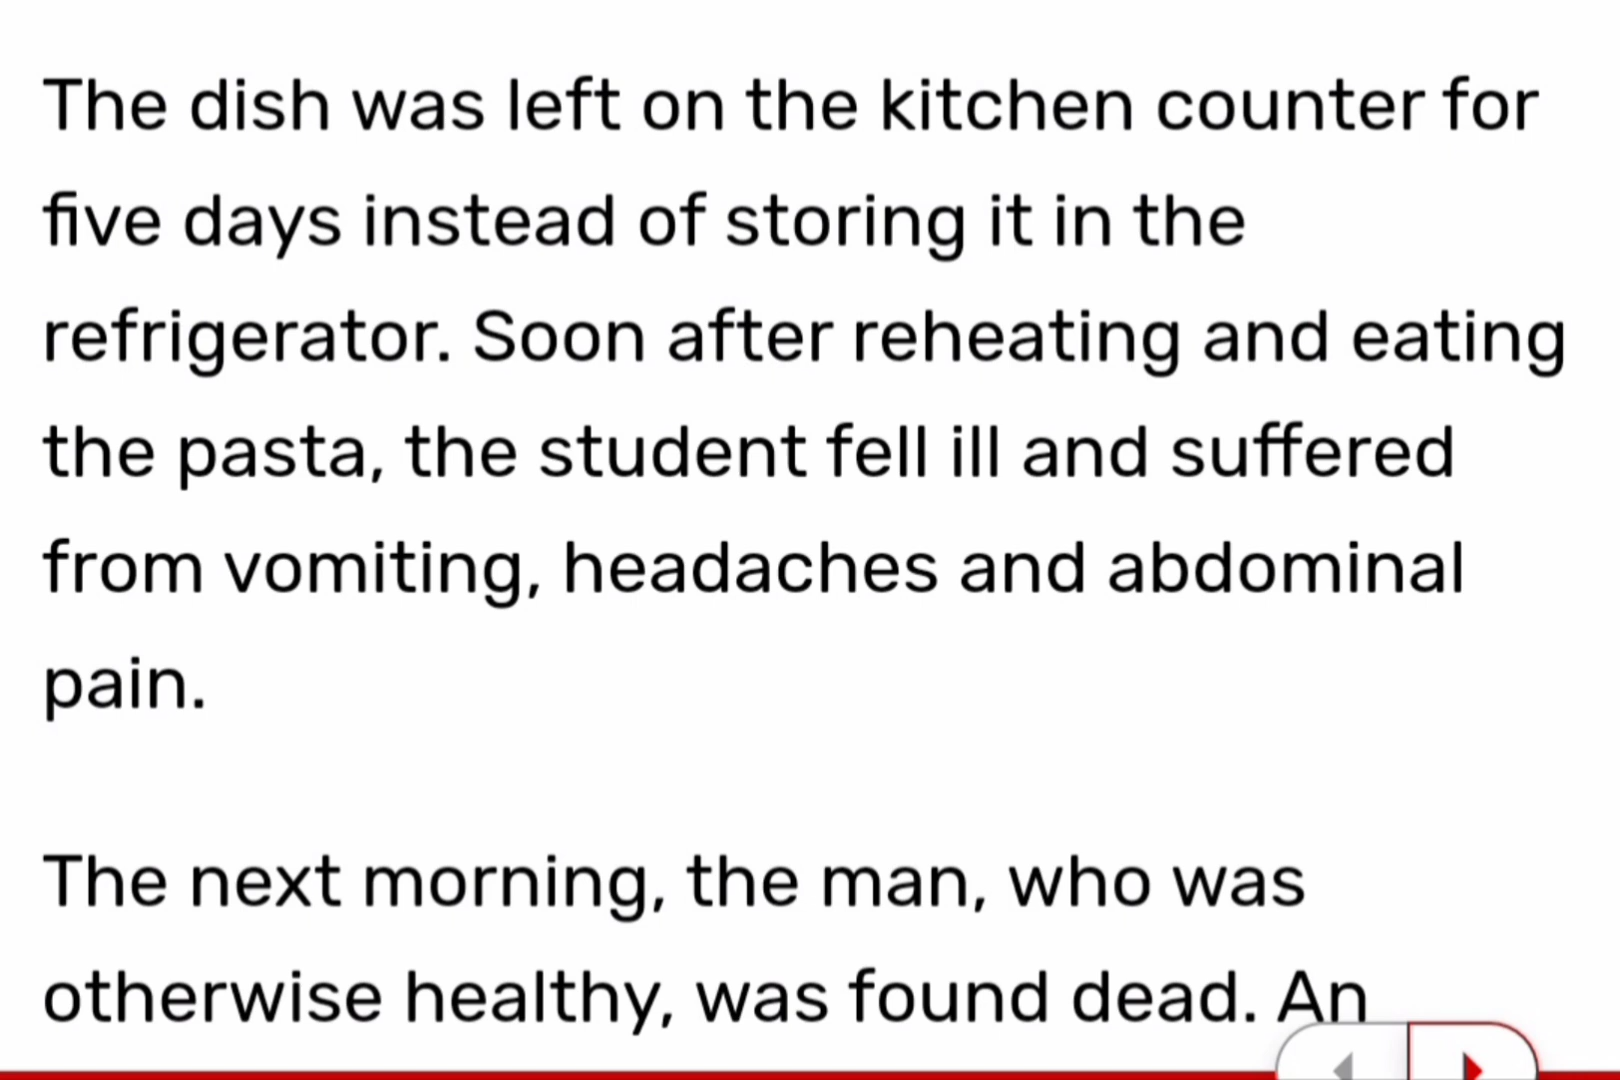 The dish was left on the kitchen counter for
five days instead of storing it in the
refrigerator. Soon after reheating and eating
the pasta, the student fell ill and suffered
from vomiting, headaches and abdominal
pain.
The next morning, the man, who was
otherwise healthy, was found dead. An